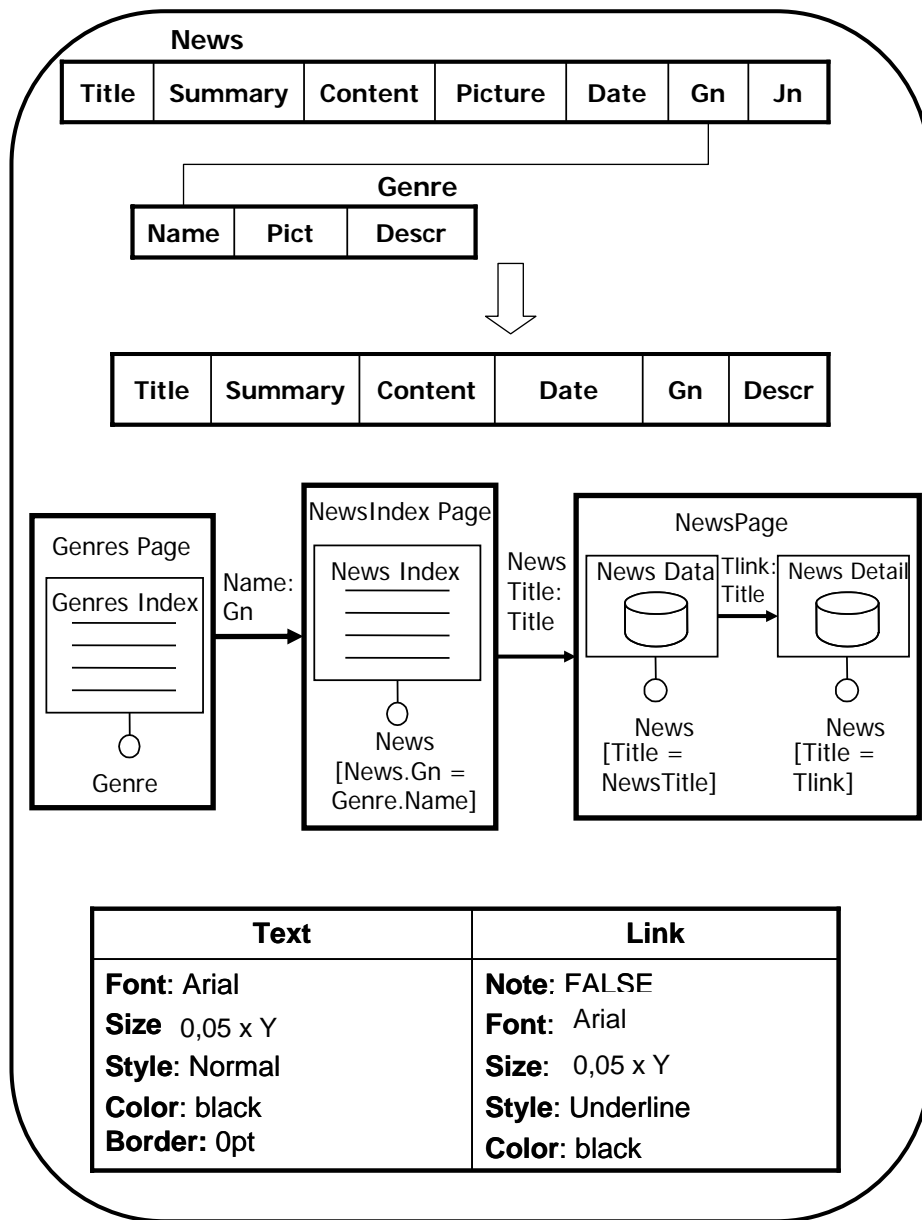 News
Title Summary Content Picture Date Gn Jn
Genre
Name Pict Descr
Title Summary Content Date Gn Descr
Genres Page
Genres Index
Genre
Name:
Gn
NewsIndex Page
News Index
News
[News.Gn =
Genre.Name]
News
Title:
Title
NewsPage
News Data
News
[Title =
NewsTitle]
Tlink:
Title
News Detail
News
[Title =
Tlink]
Text
Font: Arial
Size 0,05 x Y
Style: Normal
Color: black
Border: 0pt
Link
Note: FALSE
Font: Arial
Size: 0,05 x Y
Style: Underline
Color: black